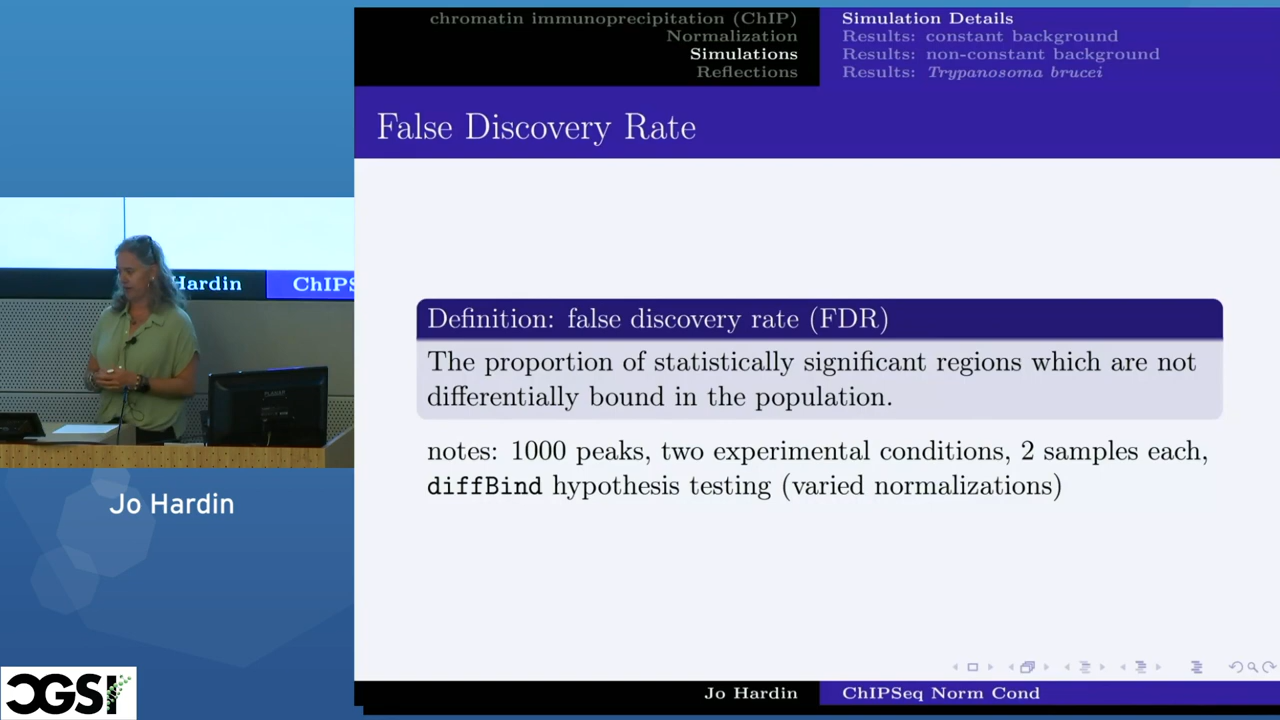 chromatin immunoprecipitation (ChIP)
Normalization
Simulations
Reflections
Simulation Details
Results: constant background
Results: non-constant background
Results: Trypanosoma brucei
False Discovery Rate
Definition: false discovery rate (FDR)
The proportion of statistically significant regions which are not
differentially bound in the population.
notes: 1000 peaks, two experimental conditions, 2 samples each,
diffBind hypothesis testing (varied normalizations)
Jo Hardin
ChIPSeq Norm Cond
Hardin
ChIPS
Jo Hardin
CGSI